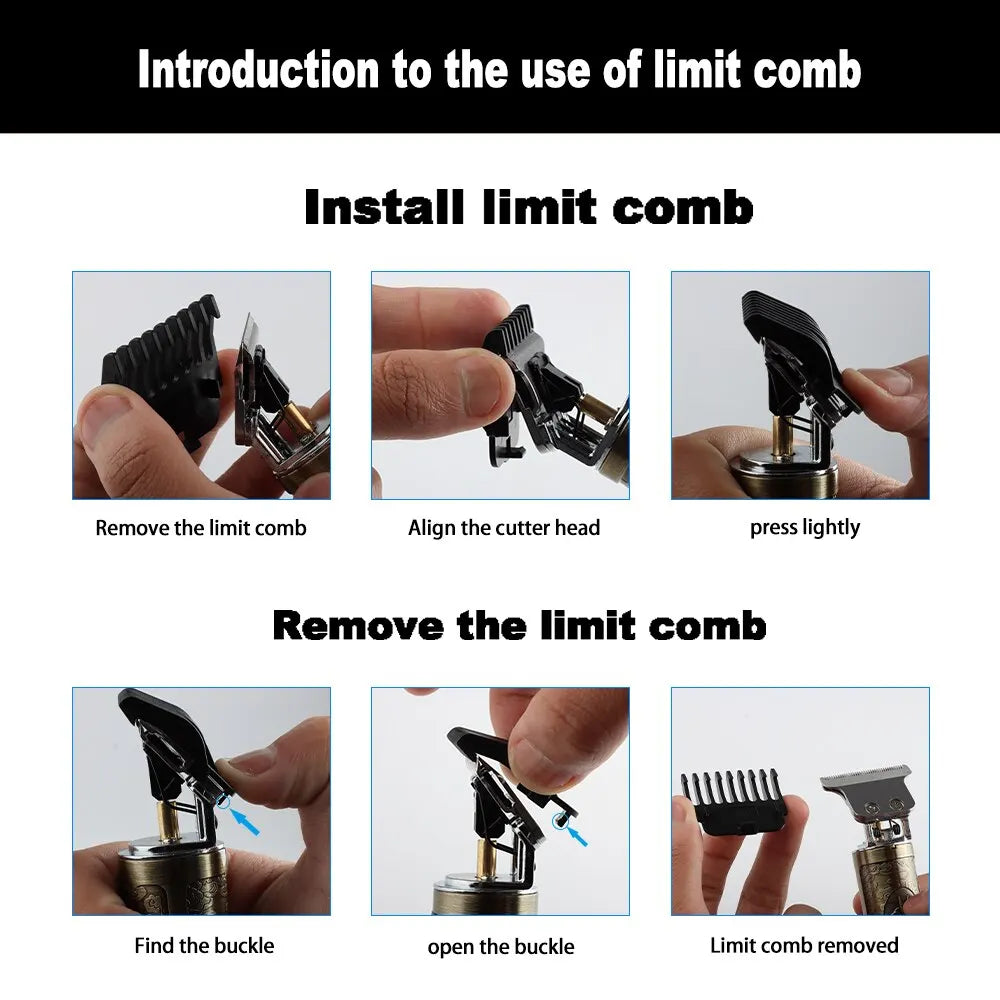 Introduction to the use of limit comb
Install limit comb
Remove the limit comb
Align the cutter head
press lightly
Remove the limit comb
Find the buckle
open the buckle
Limit comb removed